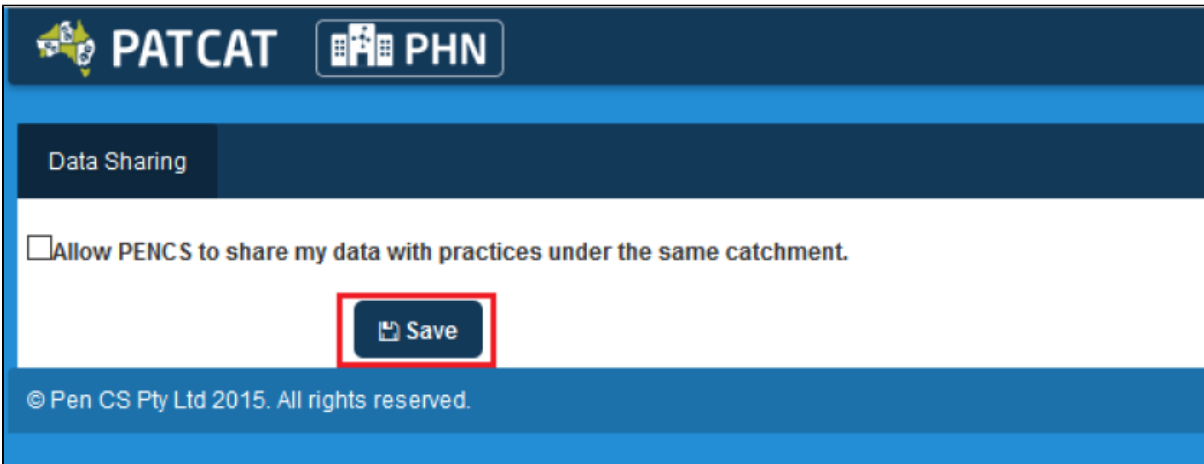 PATCAT PHN
Data Sharing
Allow PENCS to share my data with practices under the same catchment.
Save
© Pen CS Pty Ltd 2015. All rights reserved.